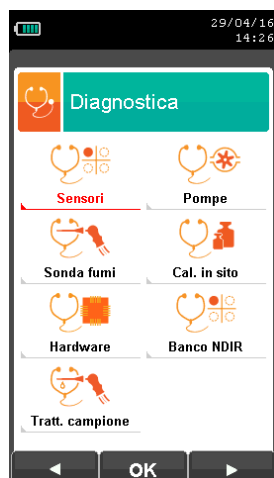 29/04/16
14:26
Diagnostica
Sensori
Pompe
Sonda fumi
Cal. in sito
Hardware
Banco NDIR
Tratt. campione
OK